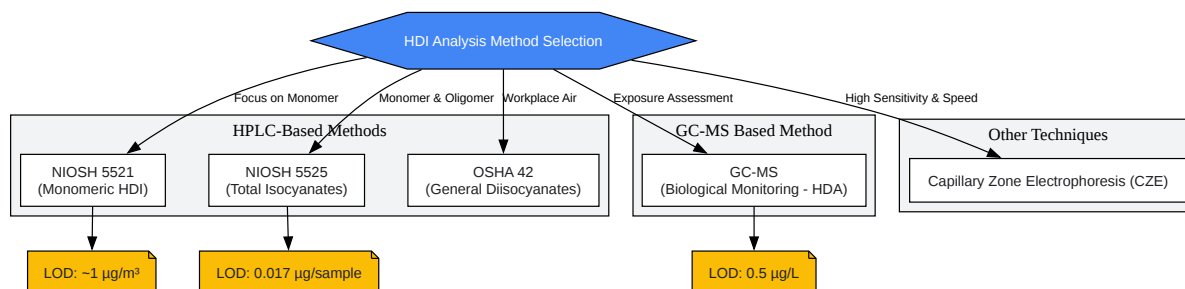 HDI Analysis Method Selection
Focus on Monomer
Monomer & Oligomer
Workplace Air
Exposure Assessment
High Sensitivity & Speed
HPLC-Based Methods
GC-MS Based Method
Other Techniques
NIOSH 5521
(Monomeric HDI)
NIOSH 5525
(Total Isocyanates)
OSHA 42
(General Diisocyanates)
GC-MS
(Biological Monitoring - HDA)
Capillary Zone Electrophoresis (CZE)
LOD: ~1 µg/m³
LOD: 0.017 µg/sample
LOD: 0.5 µg/L